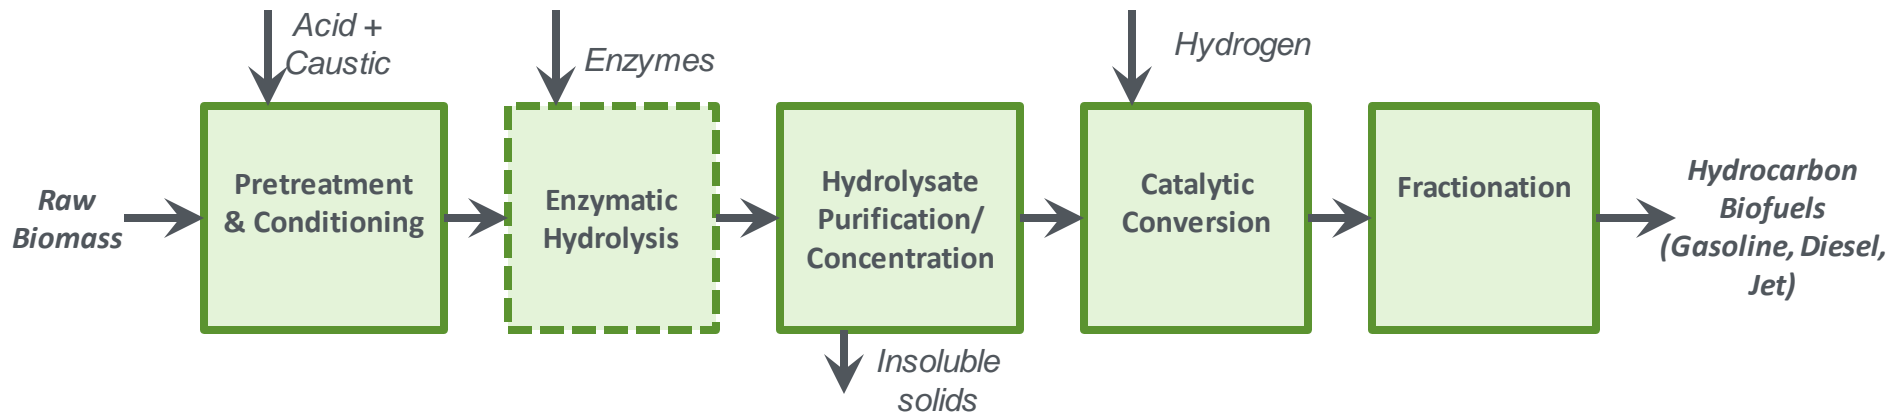 Acid +
Caustic
Enzymes
Hydrogen
Raw
Biomass
Pretreatment
& Conditioning
Enzymatic
Hydrolysis
Hydrolysate
Purification/
Concentration
Catalytic
Conversion
Fractionation
Hydrocarbon
Biofuels
(Gasoline, Diesel,
Jet)
Insoluble
solids